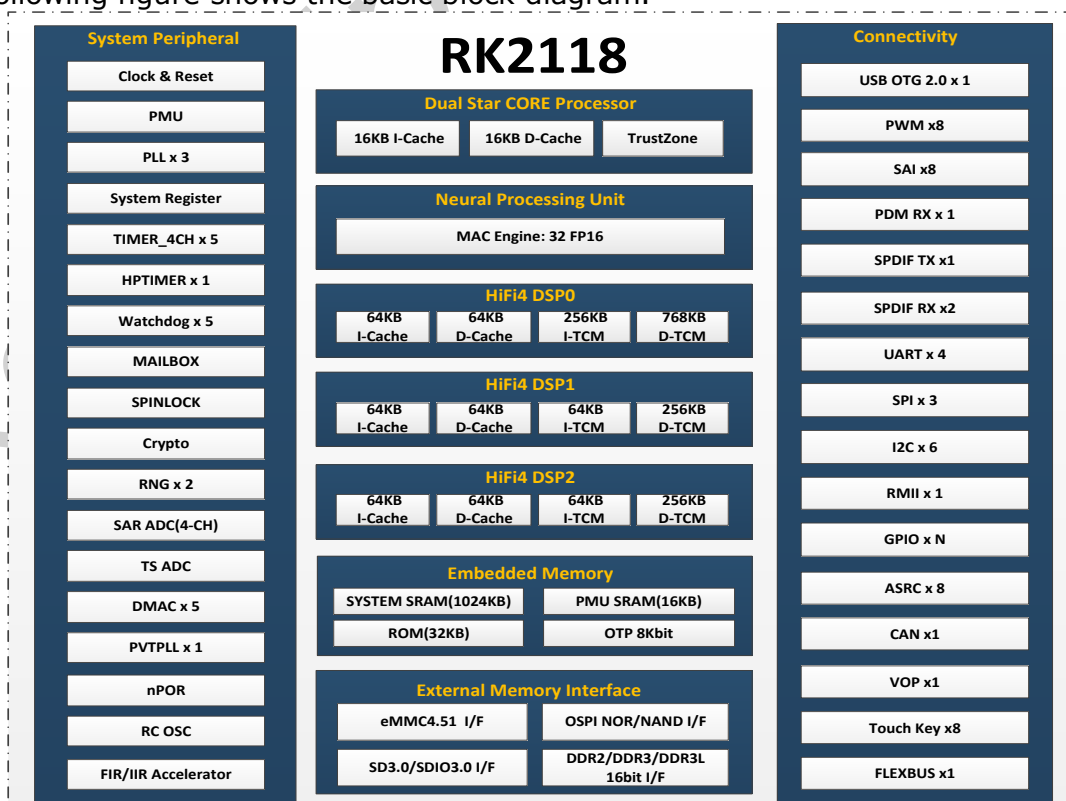 ollowing figure shows the basic block diagram.
System Peripheral
Clock & Reset
PMU
PLL x 3
System Register
TIMER_4CH x 5
HPTIMER x 1
Watchdog x 5
MAILBOX
SPINLOCK
Crypto
RNG x 2
SAR ADC(4-CH)
TS ADC
DMAC x 5
PVTPLL x 1
nPOR
RC OSC
FIR/IIR Accelerator
RK2118
Dual Star CORE Processor
16KB I-Cache
16KB D-Cache
TrustZone
Neural Processing Unit
MAC Engine: 32 FP16
HiFi4 DSP0
64KB
I-Cache
64KB
D-Cache
256KB
I-TCM
768KB
D-TCM
HiFi4 DSP1
64KB
I-Cache
64KB
D-Cache
64KB
I-TCM
256KB
D-TCM
HiFi4 DSP2
64KB
I-Cache
64KB
D-Cache
64KB
I-TCM
256KB
D-TCM
Embedded Memory
SYSTEM SRAM(1024KB)
PMU SRAM(16KB)
ROM(32KB)
OTP 8Kbit
External Memory Interface
eMMC4.51 I/F
OSPI NOR/NAND I/F
SD3.0/SDIO3.0 I/F
DDR2/DDR3/DDR3L
16bit I/F
Connectivity
USB OTG 2.0 x 1
PWM x8
SAI x8
PDM RX x 1
SPDIF TX x1
SPDIF RX x2
UART x 4
SPI x 3
I2C x 6
RMII x 1
GPIO x N
ASRC x 8
CAN x1
VOP x1
Touch Key x8
FLEXBUS x1